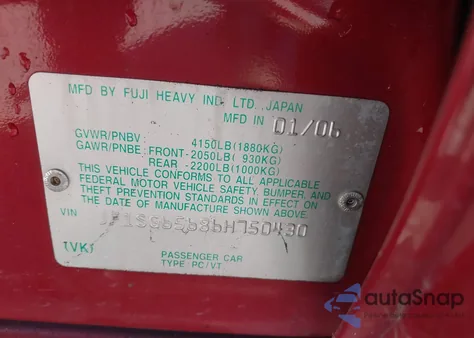 MFD BY FUJI HEAVY IND. LTD. JAPAN
MFD IN 01/06
GVWR/PNBV : 4150LB(1880KG)
GAWR/PNBE : FRONT-2050LB( 930KG)
REAR -2200LB(1000KG)
THIS VEHICLE CONFORMS TO ALL APPLICABLE
FEDERAL MOTOR VEHICLE SAFETY BUMPER, AND
THEFT PREVENTION STANDARDS IN EFFECT ON
THE DATE OF MANUFACTURE SHOWN ABOVE.
VIN :
[VK]
PASSENGER CAR
TYPE: PC/VT
autaSnap